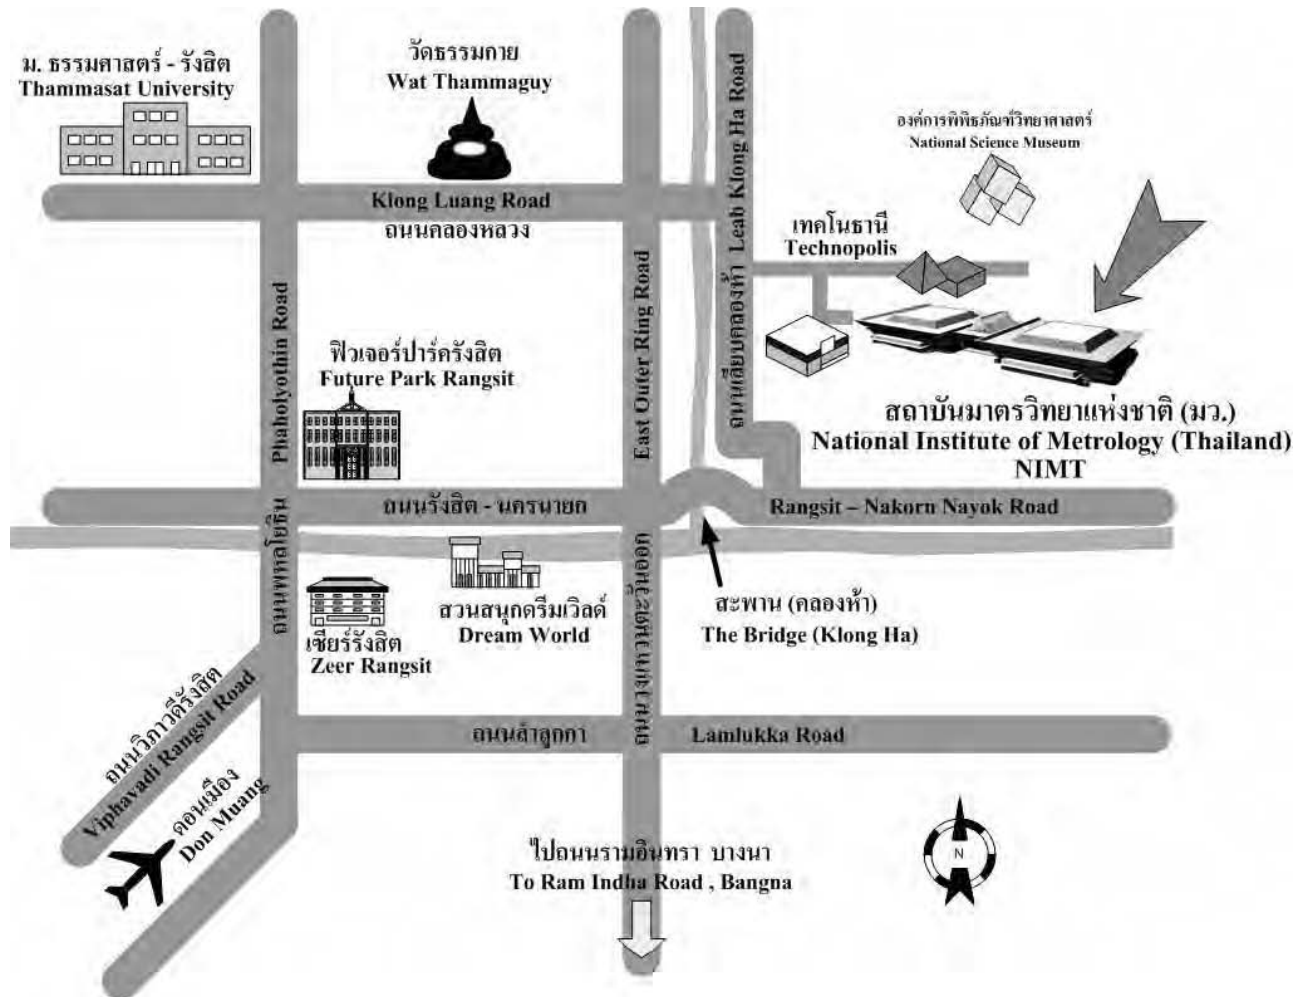 ม. ธรรมศาสตร์ - รังสิต
Thammasat University
วัดธรรมกาย
Wat Thammaguy
Leab Klong Ha Road
ถนนเลียบคลองห้า
องค์การพิพิธภัณฑ์วิทยาศาสตร์
National Science Museum
Klong Luang Road
ถนนคลองหลวง
เทคโนธานี
Technopolis
Phaholyothin Road
ถนนพหลโยธิน
East Outer Ring Road
ถนนวงแหวนตะวันออก
ฟิวเจอร์ปาร์ครังสิต
Future Park Rangsit
สถาบันมาตรวิทยาแห่งชาติ (มว.)
National Institute of Metrology (Thailand)
NIMT
ถนนรังสิต - นครนายก
Rangsit – Nakorn Nayok Road
เซียร์รังสิต
Zeer Rangsit
สวนสนุกดรีมเวิลด์
Dream World
สะพาน (คลองห้า)
The Bridge (Klong Ha)
ถนนวิภาวดีรังสิต
Viphavadi Rangsit Road
ถนนลำลูกกา
Lamlukka Road
ดอนเมือง
Don Muang
ไปถนนรามอินทรา บางนา
To Ram Indha Road , Bangna
N